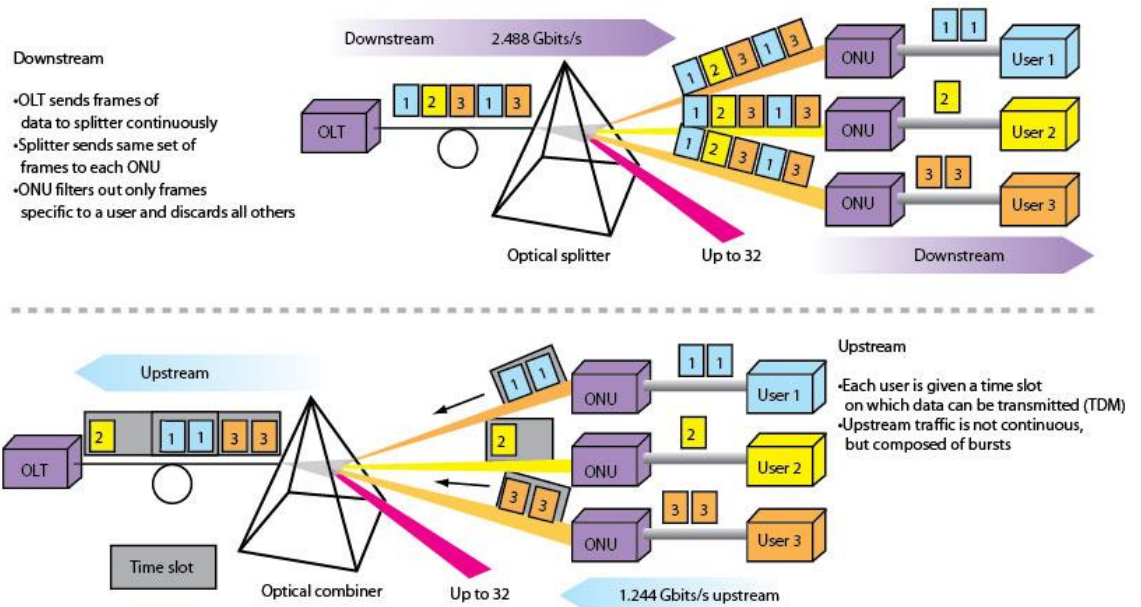 Downstream 2.488 Gbits/s
Downstream
•OLT sends frames of
data to splitter continuously
•Splitter sends same set of
frames to each ONU
•ONU filters out only frames
specific to a user and discards all others
OLT
1 2 3 1 3
1 2 3 1 3
1 2 3 1 3
1 2 3 1 3
ONU
1 1
User 1
ONU
2
User 2
ONU
3 3
User 3
Optical splitter
Up to 32
Downstream
Upstream
OLT
2 1 1 3 3
Time slot
Optical combiner
Up to 32
1 1
2
3 3
ONU
1 1
User 1
ONU
2
User 2
ONU
3 3
User 3
1.244 Gbits/s upstream
Upstream
•Each user is given a time slot
on which data can be transmitted (TDM)
•Upstream traffic is not continuous,
but composed of bursts